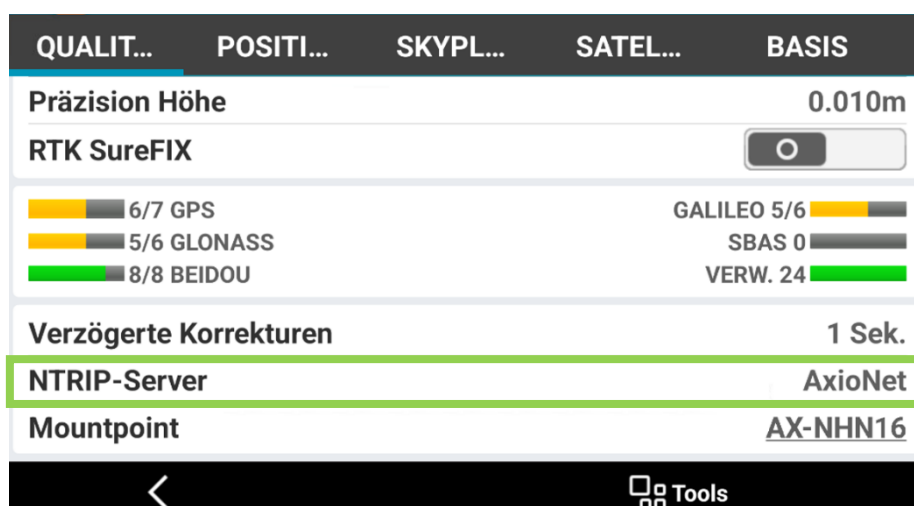 QUALIT... POSITI... SKYPL... SATEL... BASIS
Präzision Höhe 0.010m
RTK SureFIX
6/7 GPS GALILEO 5/6
5/6 GLONASS SBAS 0
8/8 BEIDOU VERW. 24
Verzögerte Korrekturen 1 Sek.
NTRIP-Server AxioNet
Mountpoint AX-NHN16
Tools